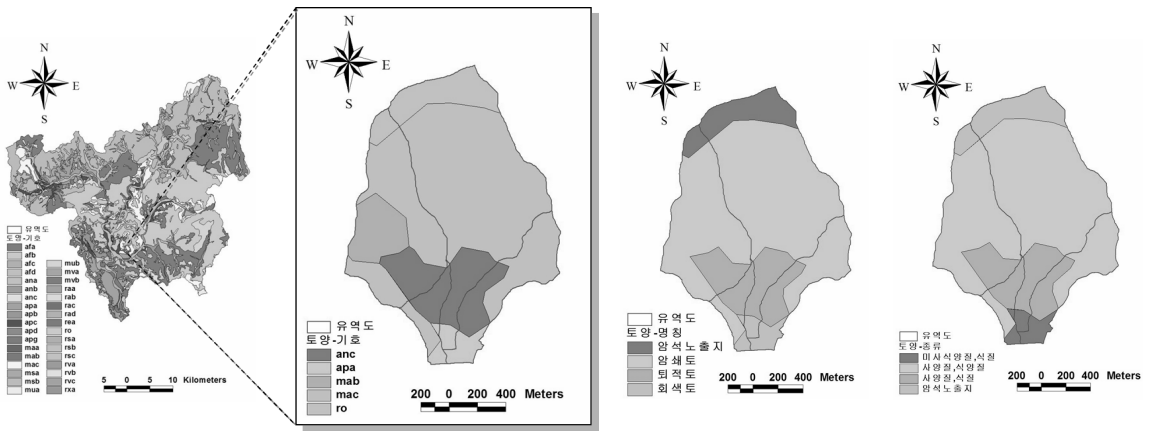 N
W E
S
유역도
토양-기호
afa
afb
afc
afd
ana
anb
anc
apa
apb
apc
apd
apg
maa
mab
mac
msa
msb
mua
mub
mva
mvb
raa
rab
rac
rad
rea
ro
rsa
rsb
rsc
rva
rvb
rvc
rxa
5 0 5 10 Kilometers
N
W E
S
유역도
토양-기호
anc
apa
mab
mac
ro
200 0 200 400 Meters
N
W E
S
유역도
토양-명칭
암석노출지
암쇄토
퇴적토
회색토
200 0 200 400 Meters
N
W E
S
유역도
토양-종류
미사식양질,식질
사양질,식양질
사양질,식질
암석노출지
200 0 200 400 Meters